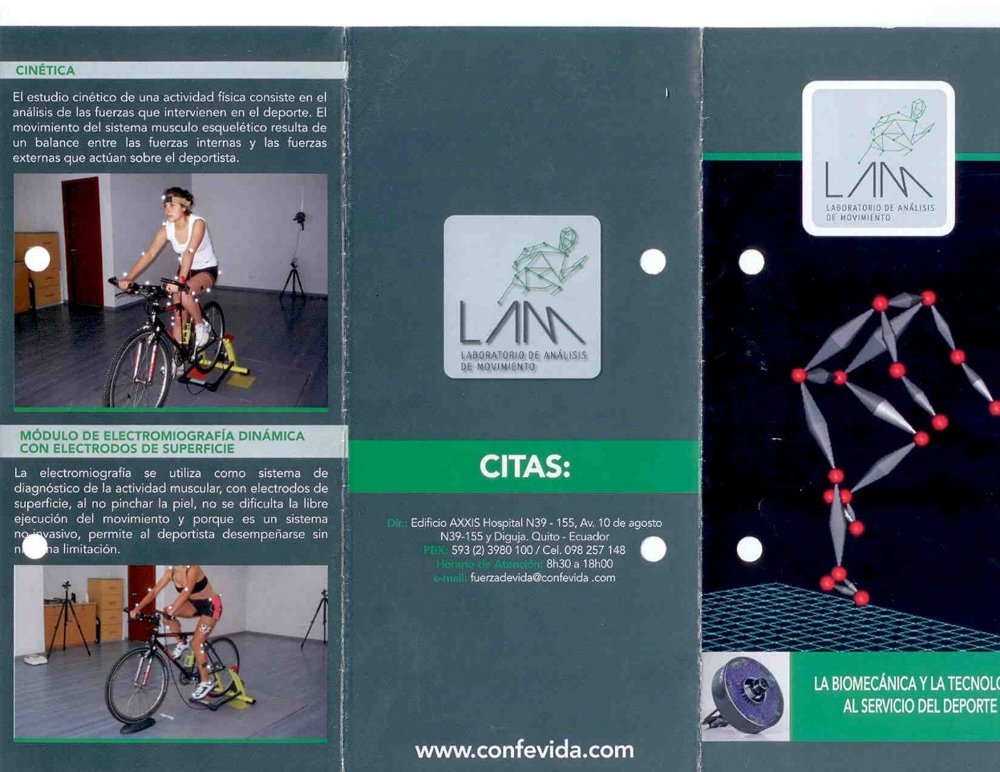 CINÉTICA
El estudio cinético de una actividad física consiste en el
análisis de las fuerzas que intervienen en el deporte. El
movimiento del sistema musculo esquelético resulta de
un balance entre las fuerzas internas y las fuerzas
externas que actúan sobre el deportista.
MÓDULO DE ELECTROMIOGRAFÍA DINÁMICA
CON ELECTRODOS DE SUPERFICIE
La electromiografía se utiliza como sistema de
diagnóstico de la actividad muscular, con electrodos de
superficie, al no pinchar la piel, no se dificulta la libre
ejecución del movimiento y porque es un sistema
no invasivo, permite al deportista desempeñarse sin
limitación.
LAM
LABORATORIO DE ANÁLISIS
DE MOVIMIENTO
CITAS:
Dir.: Edificio AXXIS Hospital N39 - 155, Av. 10 de agosto
N39-155 y Diguja. Quito - Ecuador
PBX: 593 (2) 3980 100 / Cel. 098 257 148
Horario de Atención: 8h30 a 18h00
e-mail: fuerzadevida@confevida .com
www.confevida.com
LAM
LABORATORIO DE ANÁLISIS
DE MOVIMIENTO
LA BIOMECÁNICA Y LA TECNOLO
AL SERVICIO DEL DEPORTE